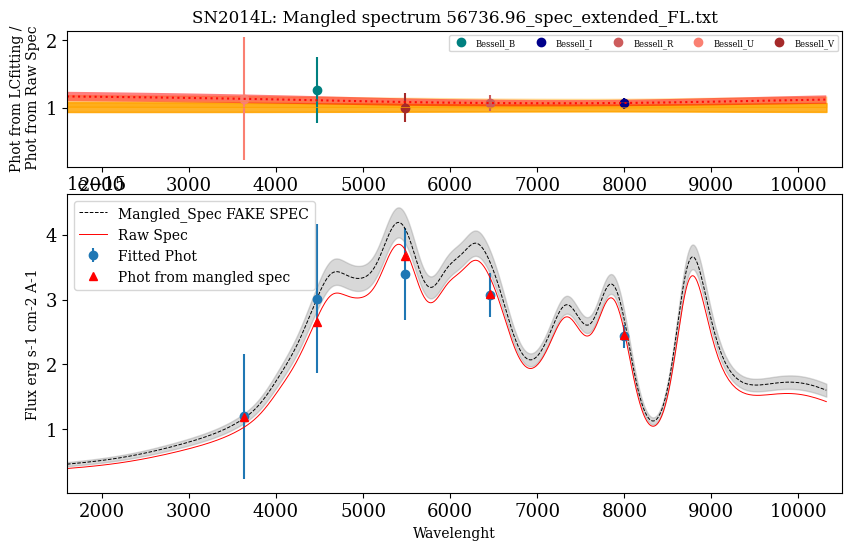 SN2014L: Mangled spectrum 56736.96_spec_extended_FL.txt
Phot from LCfitting /
Phot from Raw Spec
2
1
Bessell_B
Bessell_I
Bessell_R
Bessell_U
Bessell_V
2000 3000 4000 5000 6000 7000 8000 9000 10000
1e−15
Flux erg s-1 cm-2 A-1
4
3
2
1
Mangled_Spec FAKE SPEC
Raw Spec
Fitted Phot
Phot from mangled spec
2000 3000 4000 5000 6000 7000 8000 9000 10000
Wavelenght